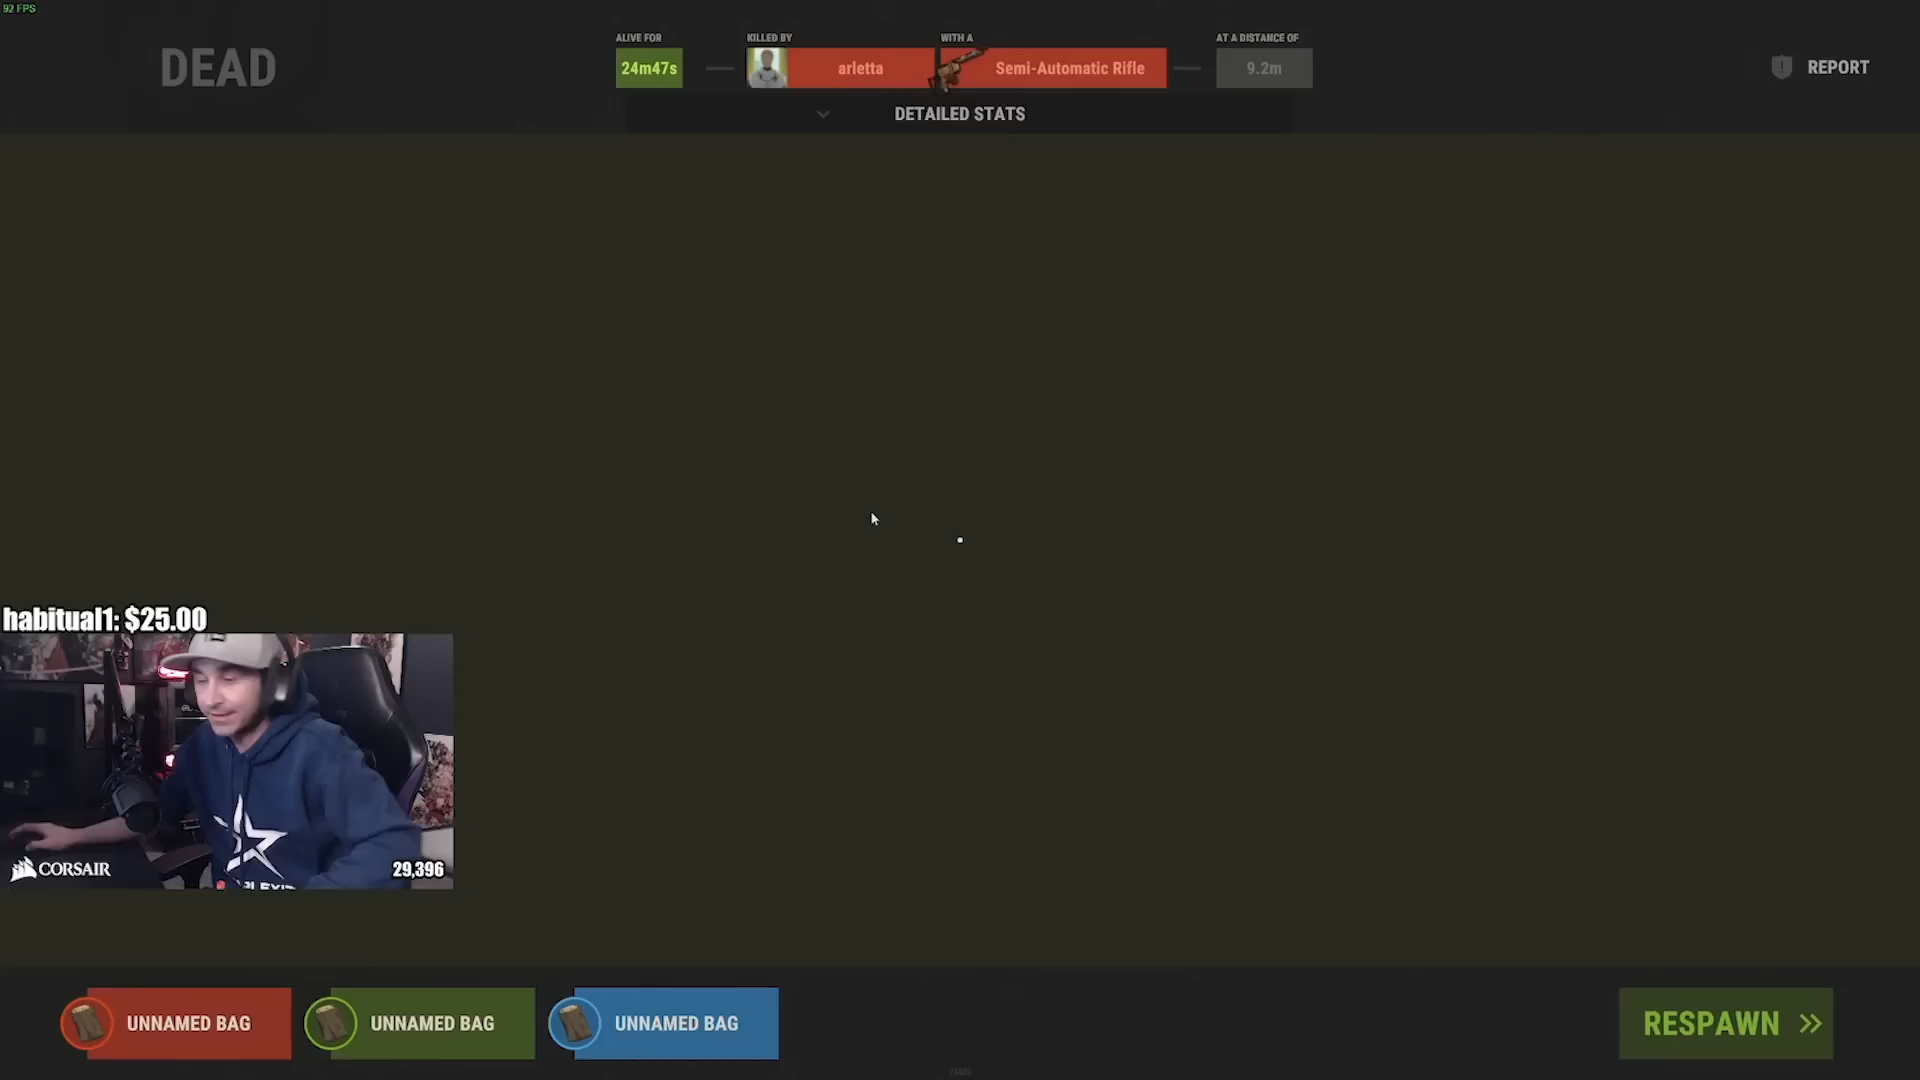 92 FPS
DEAD
ALIVE FOR
24m47s
KILLED BY
arletta
WITH A
Semi-Automatic Rifle
AT A DISTANCE OF
9.2m
REPORT
DETAILED STATS
habitual1: $25.00
CORSAIR
29,396
UNNAMED BAG
UNNAMED BAG
UNNAMED BAG
RESPAWN